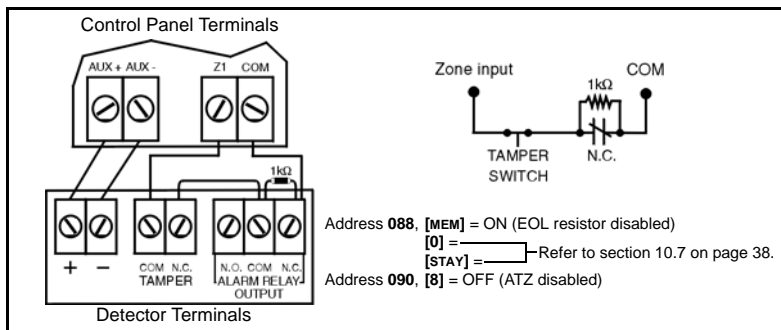 Control Panel Terminals
AUX + AUX - Z1 COM
Zone input COM
1kΩ
TAMPER SWITCH N.C.
1kΩ
Address 088, [MEM] = ON (EOL resistor disabled)
[0] =
[STAY] =
Refer to section 10.7 on page 38.
Address 090, [8] = OFF (ATZ disabled)
+ -
COM N.C.
TAMPER
N.O. COM N.C.
ALARM RELAY
OUTPUT
Detector Terminals